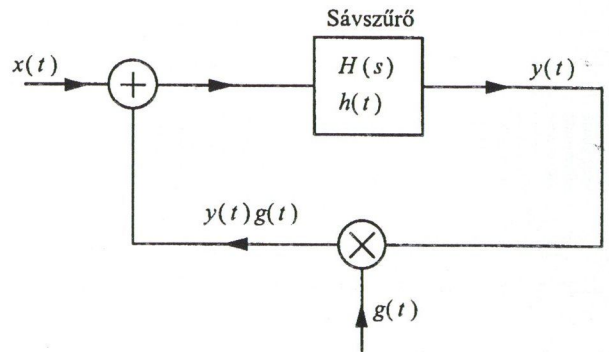 Sávszűrő
x(t)
+
H(s)
h(t)
y(t)
y(t)g(t)
×
g(t)